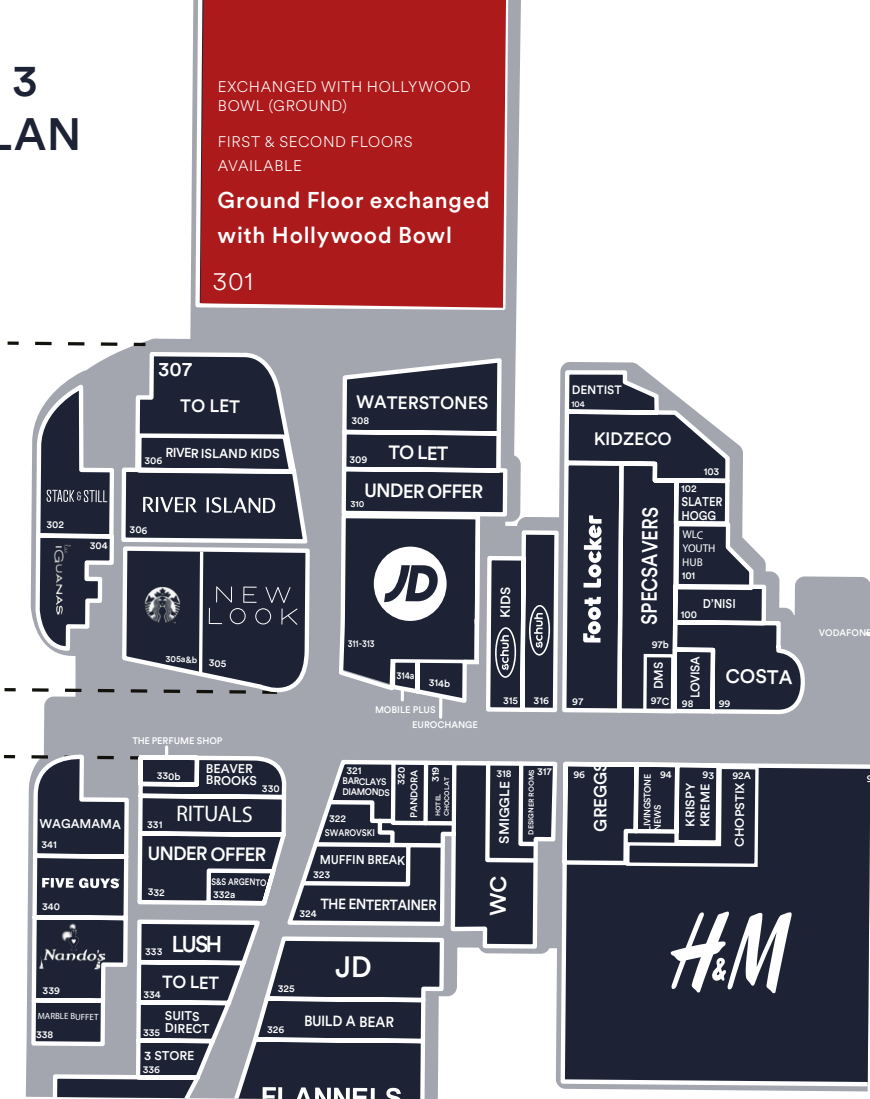 3
LAN
EXCHANGED WITH HOLLYWOOD
BOWL (GROUND)
FIRST & SECOND FLOORS
AVAILABLE
Ground Floor exchanged
with Hollywood Bowl
301
307
TO LET
306 RIVER ISLAND KIDS
RIVER ISLAND
306
STACK & STILL
302
304
IGUANAS
305a&b
NEW
LOOK
305
WATERSTONES
308
309 TO LET
UNDER OFFER
310
JD
311-313
314a
314b
MOBILE PLUS
EUROCHANGE
schuh KIDS
315
schuh
316
DENTIST
104
KIDZECO
103
Foot Locker
97
SPECSAVERS
97b
DMS
97C
102
SLATER
HOGG
WLC
YOUTH
HUB
101
D'NISI
100
LOVISA
98
COSTA
99
VODAFONE
THE PERFUME SHOP
330b
BEAVER
BROOKS
330
RITUALS
331
UNDER OFFER
332
S&S ARGENTO
332a
WAGAMAMA
341
FIVE GUYS
340
Nando's
339
MARBLE BUFFET
338
333 LUSH
TO LET
334
SUITS
DIRECT
335
3 STORE
336
321
BARCLAYS
DIAMONDS
320
PANDORA
319
HOTEL
CHOCOLAT
322
SWAROVSKI
MUFFIN BREAK
323
THE ENTERTAINER
324
318
SMIGGLE
317
DESIGNER ROOMS
WC
JD
325
BUILD A BEAR
326
FLANNELS
96
GREGGS
94
LIVINGSTONE
NEWS
93
KRISPY
KREME
92A
CHOPSTIX
H&M
9